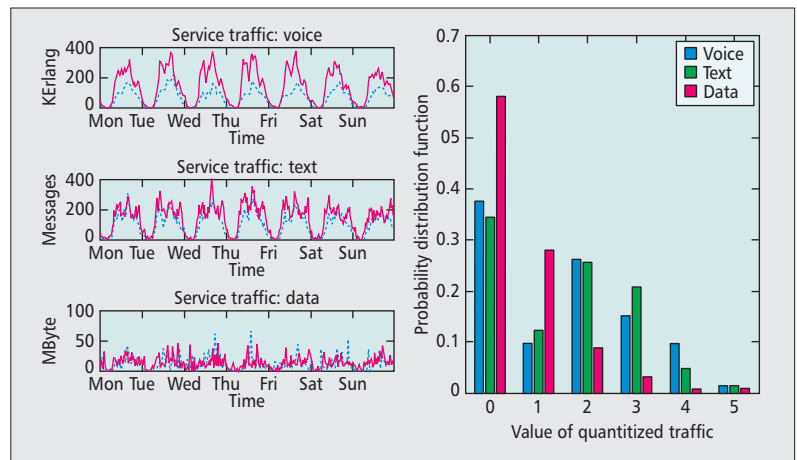 Service traffic: voice
KErlang
400
200
0
Mon Tue Wed Thu Fri Sat Sun
Time
Service traffic: text
Messages
400
200
0
Mon Tue Wed Thu Fri Sat Sun
Time
Service traffic: data
MByte
100
50
0
Mon Tue Wed Thu Fri Sat Sun
Time
Probability distribution function
0.7
0.6
05
0.4
0.3
0.2
0.1
0
Voice
Text
Data
0 1 2 3 4 5
Value of quantitized traffic